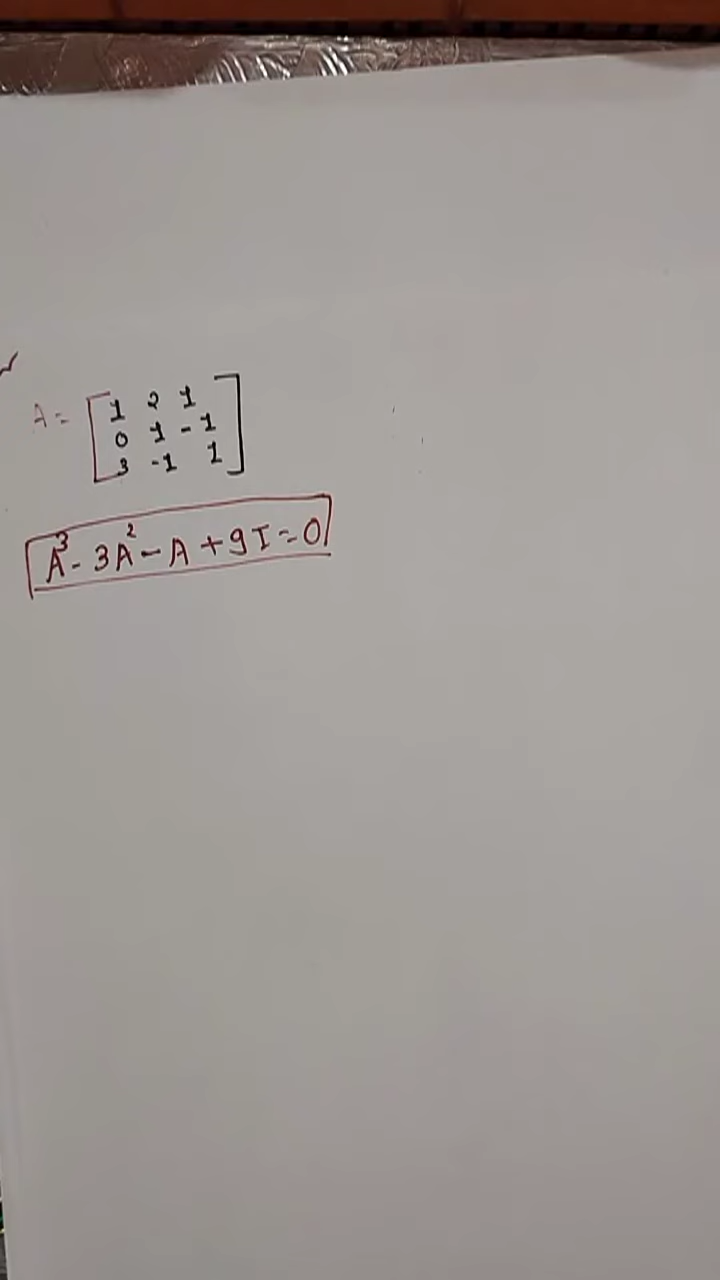 A = [ 1 2 1
0 1 -1
3 -1 1 ]
A³ - 3A² - A + 9I = 0